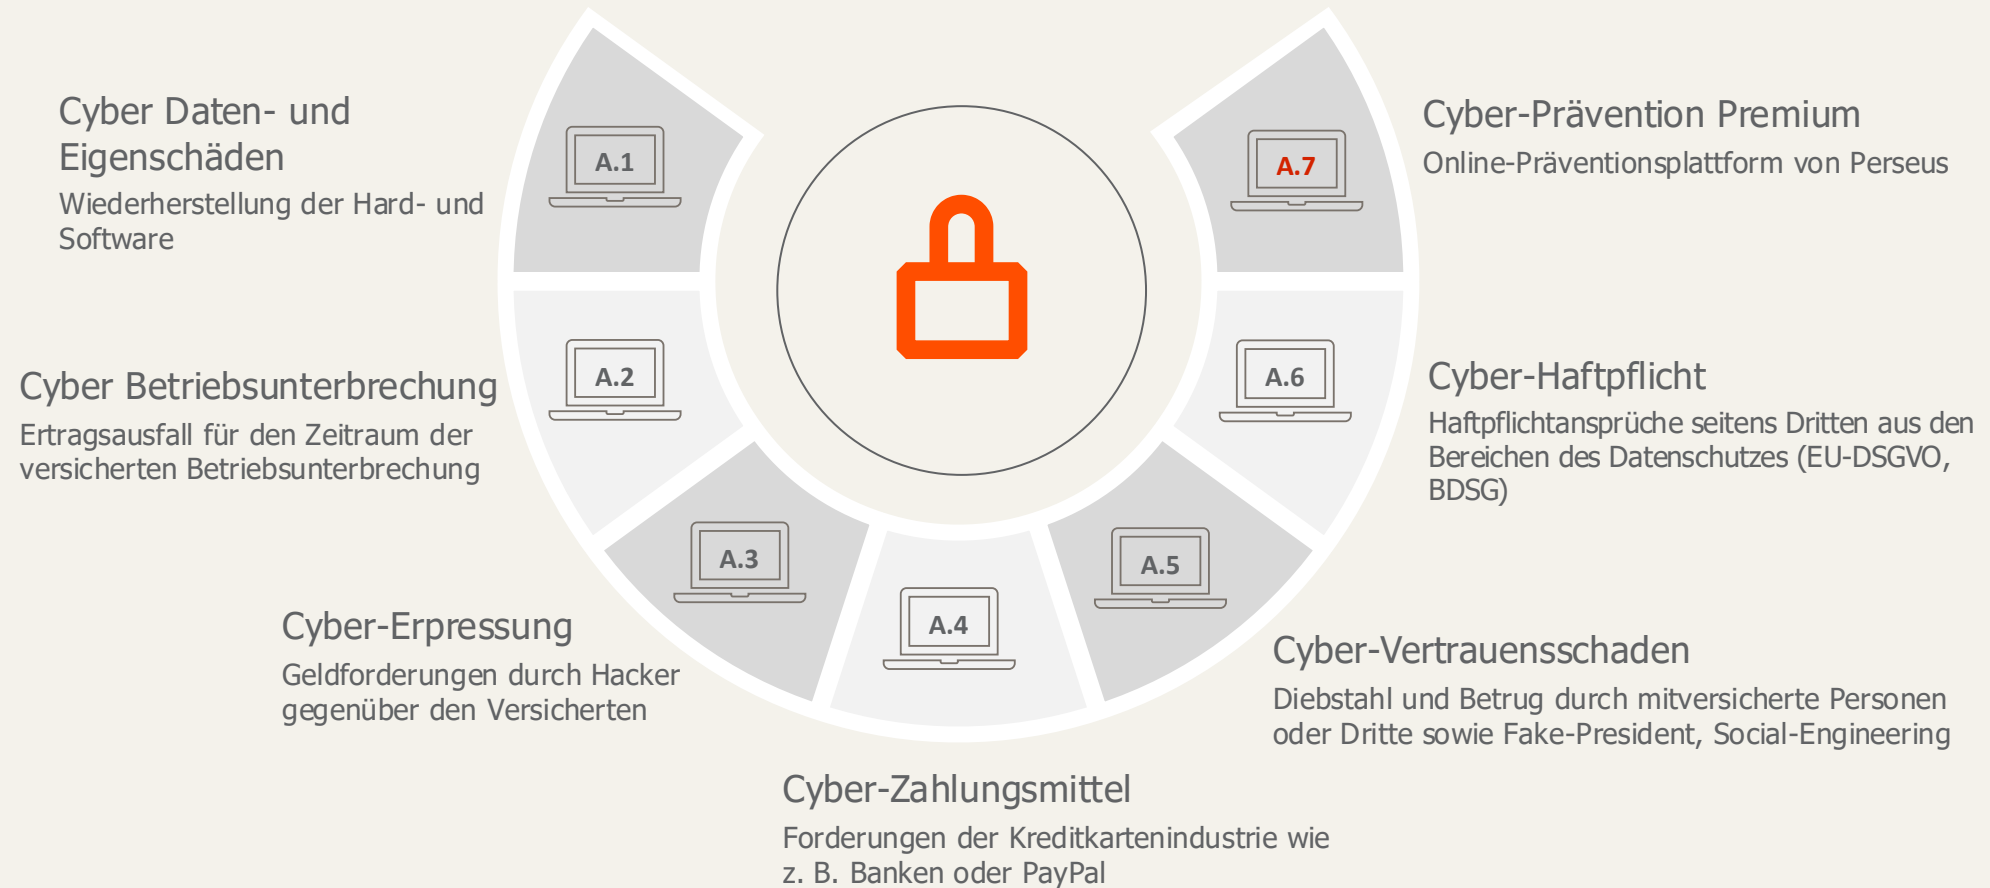 A.1
Cyber Daten- und
Eigenschäden
Wiederherstellung der Hard- und
Software
A.2
Cyber Betriebsunterbrechung
Ertragsausfall für den Zeitraum der
versicherten Betriebsunterbrechung
A.3
Cyber-Erpressung
Geldforderungen durch Hacker
gegenüber den Versicherten
A.4
Cyber-Zahlungsmittel
Forderungen der Kreditkartenindustrie wie
z. B. Banken oder PayPal
A.5
Cyber-Vertrauensschaden
Diebstahl und Betrug durch mitversicherte Personen
oder Dritte sowie Fake-President, Social-Engineering
A.6
Cyber-Haftpflicht
Haftpflichtansprüche seitens Dritten aus den
Bereichen des Datenschutzes (EU-DSGVO,
BDSG)
A.7
Cyber-Prävention Premium
Online-Präventionsplattform von Perseus